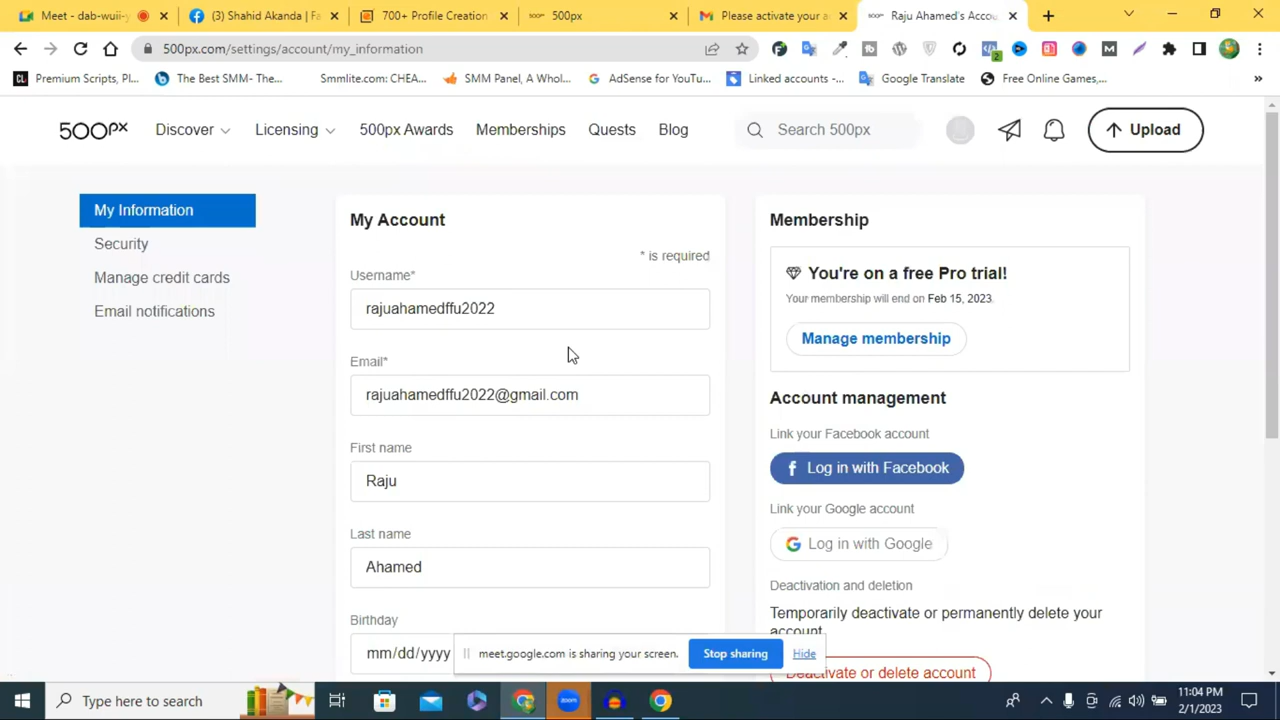 Meet - dab-wuii-y
(3) Shahid Akanda | Fa
700+ Profile Creation
500px
Please activate your a
Raju Ahamed's Accou
500px.com/settings/account/my_information
2
Premium Scripts, Pl...
The Best SMM- The...
Smmlite.com: CHEA...
SMM Panel, A Whol...
AdSense for YouTu...
Linked accounts -...
Google Translate
Free Online Games,...
»
500px
Discover
Licensing
500px Awards
Memberships
Quests
Blog
Search 500px
Upload
My Information
Security
Manage credit cards
Email notifications
My Account
* is required
Username*
rajuahamedffu2022
Email*
rajuahamedffu2022@gmail.com
First name
Raju
Last name
Ahamed
Birthday
mm/dd/yyyy
Membership
You're on a free Pro trial!
Your membership will end on Feb 15, 2023.
Manage membership
Account management
Link your Facebook account
Log in with Facebook
Link your Google account
Log in with Google
Deactivation and deletion
Temporarily deactivate or permanently delete your
account.
Deactivate or delete account
meet.google.com is sharing your screen.
Stop sharing
Hide
Type here to search
zoom
11:04 PM
2/1/2023